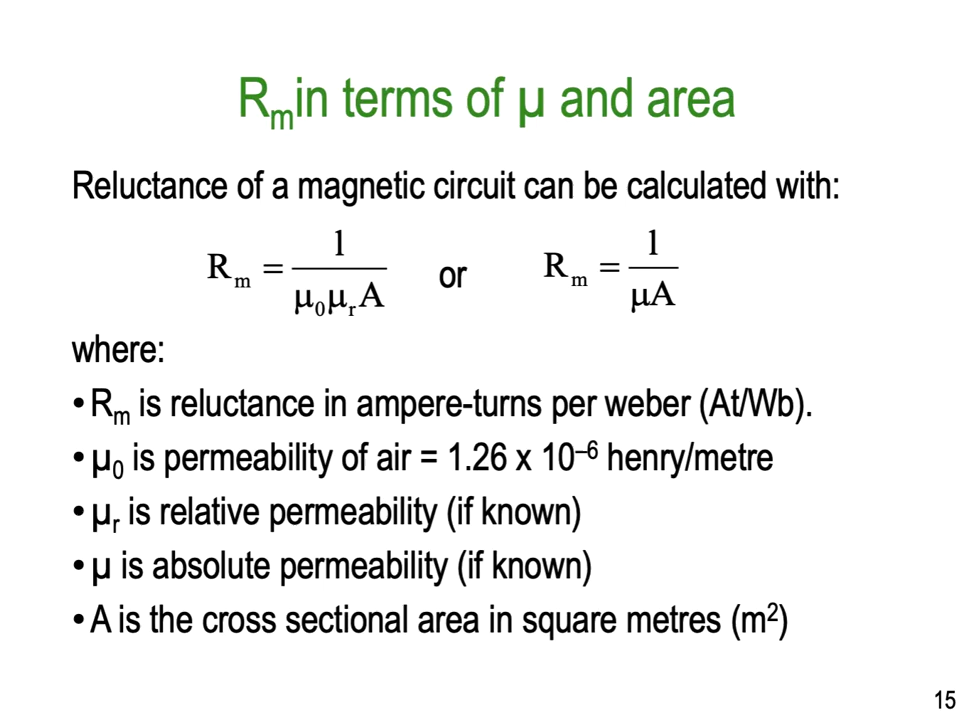 Rₘin terms of µ and area
Reluctance of a magnetic circuit can be calculated with:
Rₘ = l / µ₀µᵣA or Rₘ = l / µA
where:
• Rₘ is reluctance in ampere-turns per weber (At/Wb).
• µ₀ is permeability of air = 1.26 x 10⁻⁶ henry/metre
• µᵣ is relative permeability (if known)
• µ is absolute permeability (if known)
• A is the cross sectional area in square metres (m²)
15